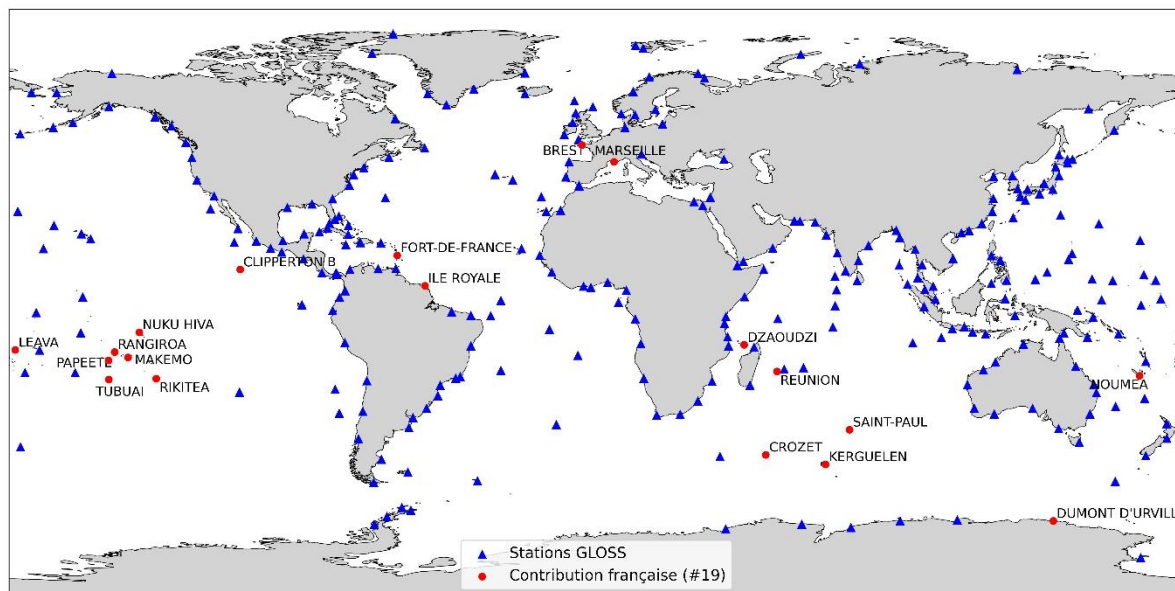 BREST
MARSEILLE
FORT-DE-FRANCE
CLIPPERTON B
ILE ROYALE
NUKU HIVA
LEAVA
RANGIROA
PAPEETE
MAKEMO
TUBUAI
RIKITEA
DZAOUDZI
REUNION
NOUMEA
SAINT-PAUL
CROZET
KERGUELEN
DUMONT D'URVILL
Stations GLOSS
Contribution française (#19)